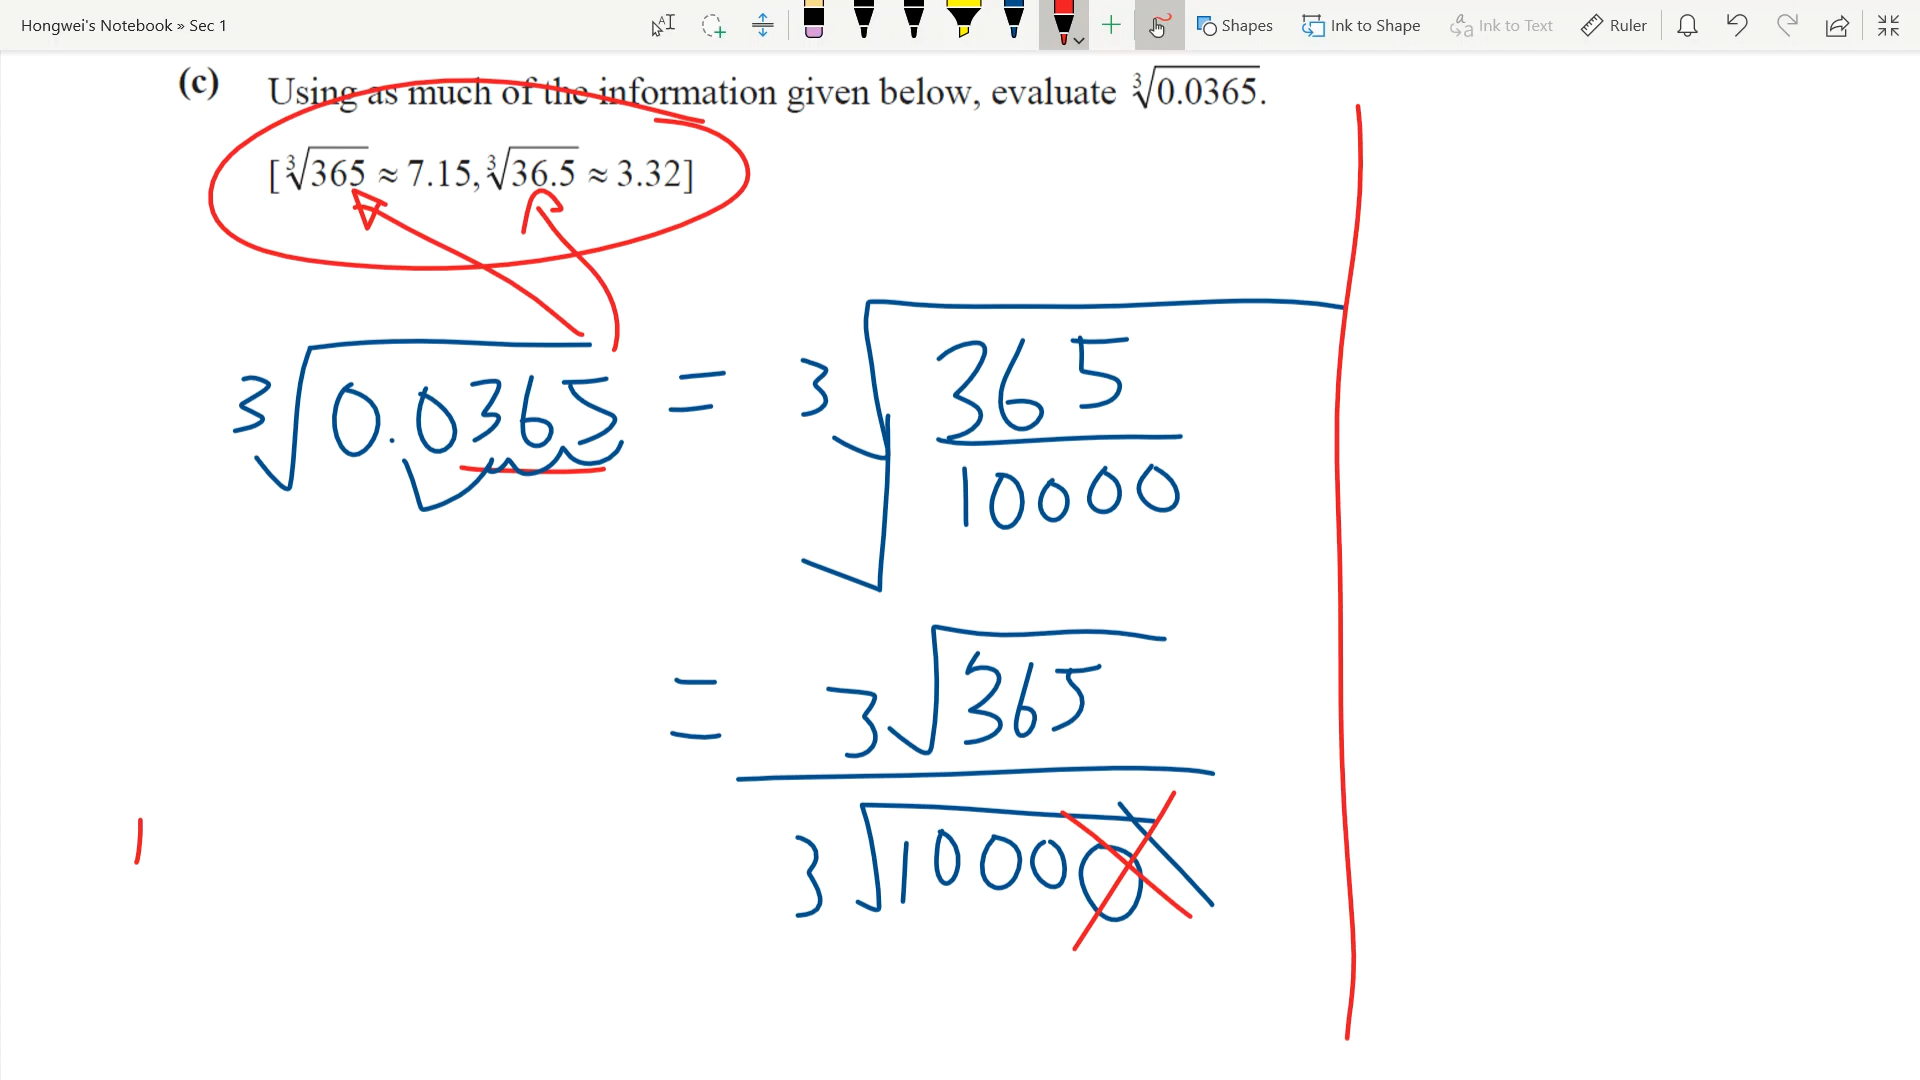 Hongwei's Notebook » Sec 1
Shapes Ink to Shape Ink to Text Ruler
(c) Using as much of the information given below, evaluate ∛0.0365.
[∛365 ≈ 7.15, ∛36.5 ≈ 3.32]
∛0.0365 = ∛(365/10000)
= ∛365
∛10000